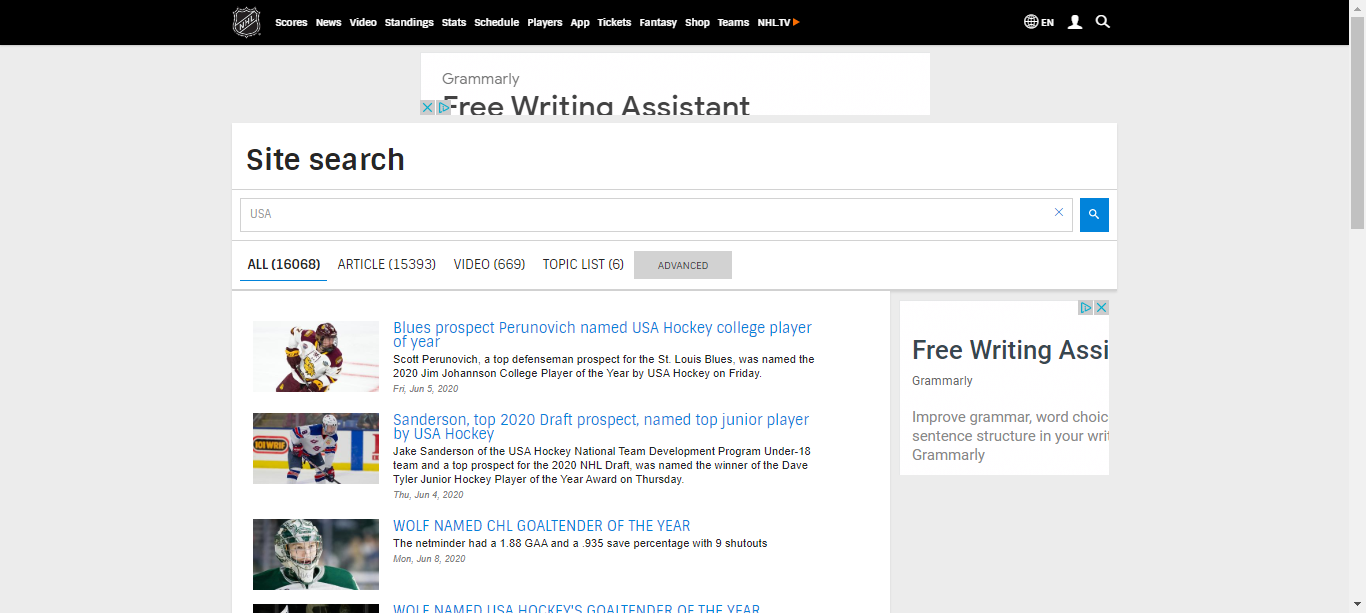 NHL
Scores News Video Standings Stats Schedule Players App Tickets Fantasy Shop Teams NHL.TV
EN
Grammarly
Free Writing Assistant
Site search
USA
ALL (16068) ARTICLE (15393) VIDEO (669) TOPIC LIST (6) ADVANCED
Blues prospect Perunovich named USA Hockey college player
of year
Scott Perunovich, a top defenseman prospect for the St. Louis Blues, was named the
2020 Jim Johannson College Player of the Year by USA Hockey on Friday.
Fri, Jun 5, 2020
101 WRIF
Sanderson, top 2020 Draft prospect, named top junior player
by USA Hockey
Jake Sanderson of the USA Hockey National Team Development Program Under-18
team and a top prospect for the 2020 NHL Draft, was named the winner of the Dave
Tyler Junior Hockey Player of the Year Award on Thursday.
Thu, Jun 4, 2020
WOLF NAMED CHL GOALTENDER OF THE YEAR
The netminder had a 1.88 GAA and a .935 save percentage with 9 shutouts
Mon, Jun 8, 2020
WOLF NAMED USA HOCKEY'S GOALTENDER OF THE YEAR
Free Writing Assi
Grammarly
Improve grammar, word choic
sentence structure in your writ
Grammarly